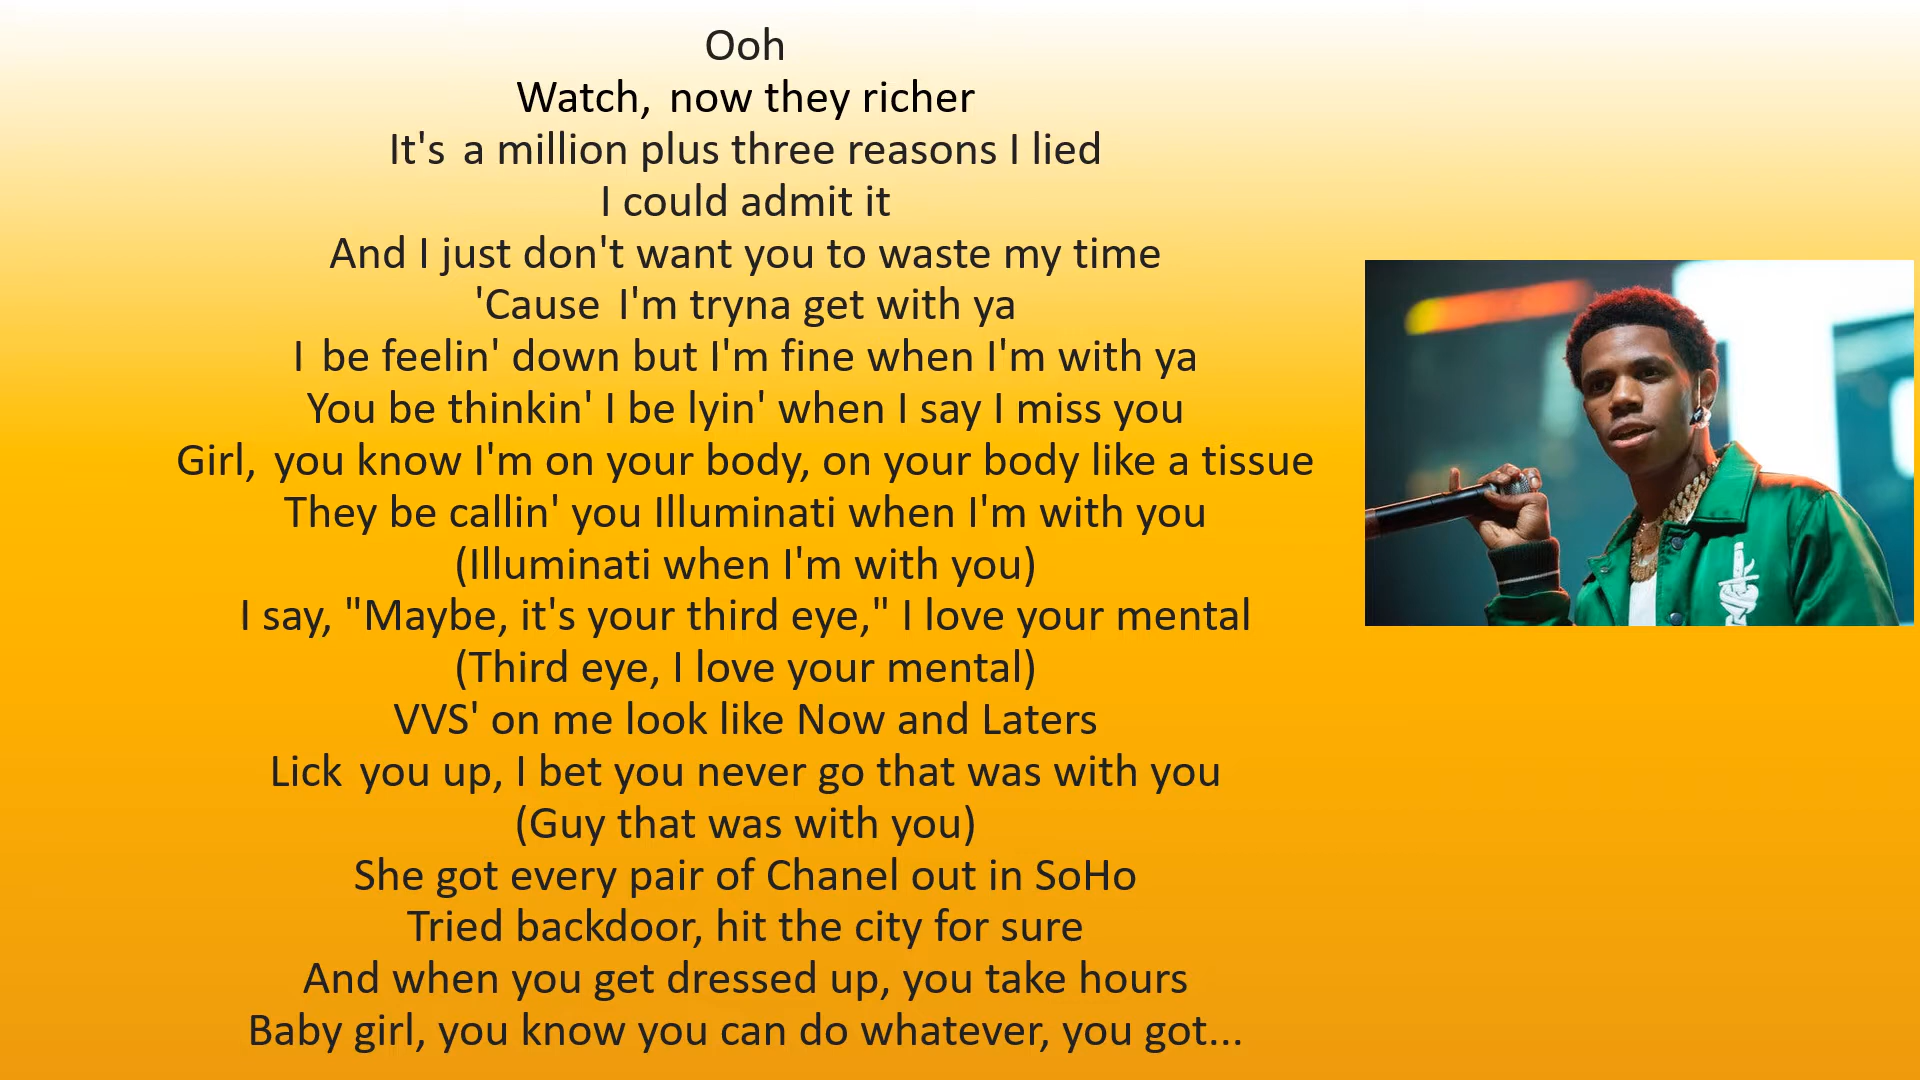 Ooh
Watch, now they richer
It's a million plus three reasons I lied
I could admit it
And I just don't want you to waste my time
'Cause I'm tryna get with ya
I be feelin' down but I'm fine when I'm with ya
You be thinkin' I be lyin' when I say I miss you
Girl, you know I'm on your body, on your body like a tissue
They be callin' you Illuminati when I'm with you
(Illuminati when I'm with you)
I say, "Maybe, it's your third eye," I love your mental
(Third eye, I love your mental)
VVS' on me look like Now and Laters
Lick you up, I bet you never go that was with you
(Guy that was with you)
She got every pair of Chanel out in SoHo
Tried backdoor, hit the city for sure
And when you get dressed up, you take hours
Baby girl, you know you can do whatever, you got...